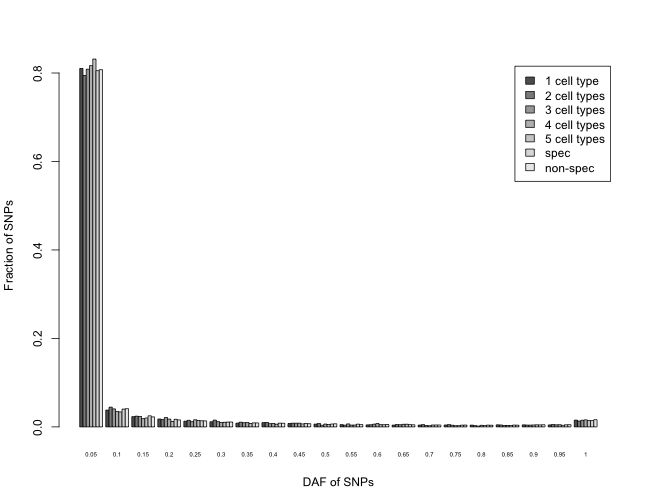 1 cell type
2 cell types
3 cell types
4 cell types
5 cell types
spec
non-spec
Fraction of SNPs
0.8
0.6
0.4
0.2
0.0
0.05 0.1 0.15 0.2 0.25 0.3 0.35 0.4 0.45 0.5 0.55 0.6 0.65 0.7 0.75 0.8 0.85 0.9 0.95 1
DAF of SNPs